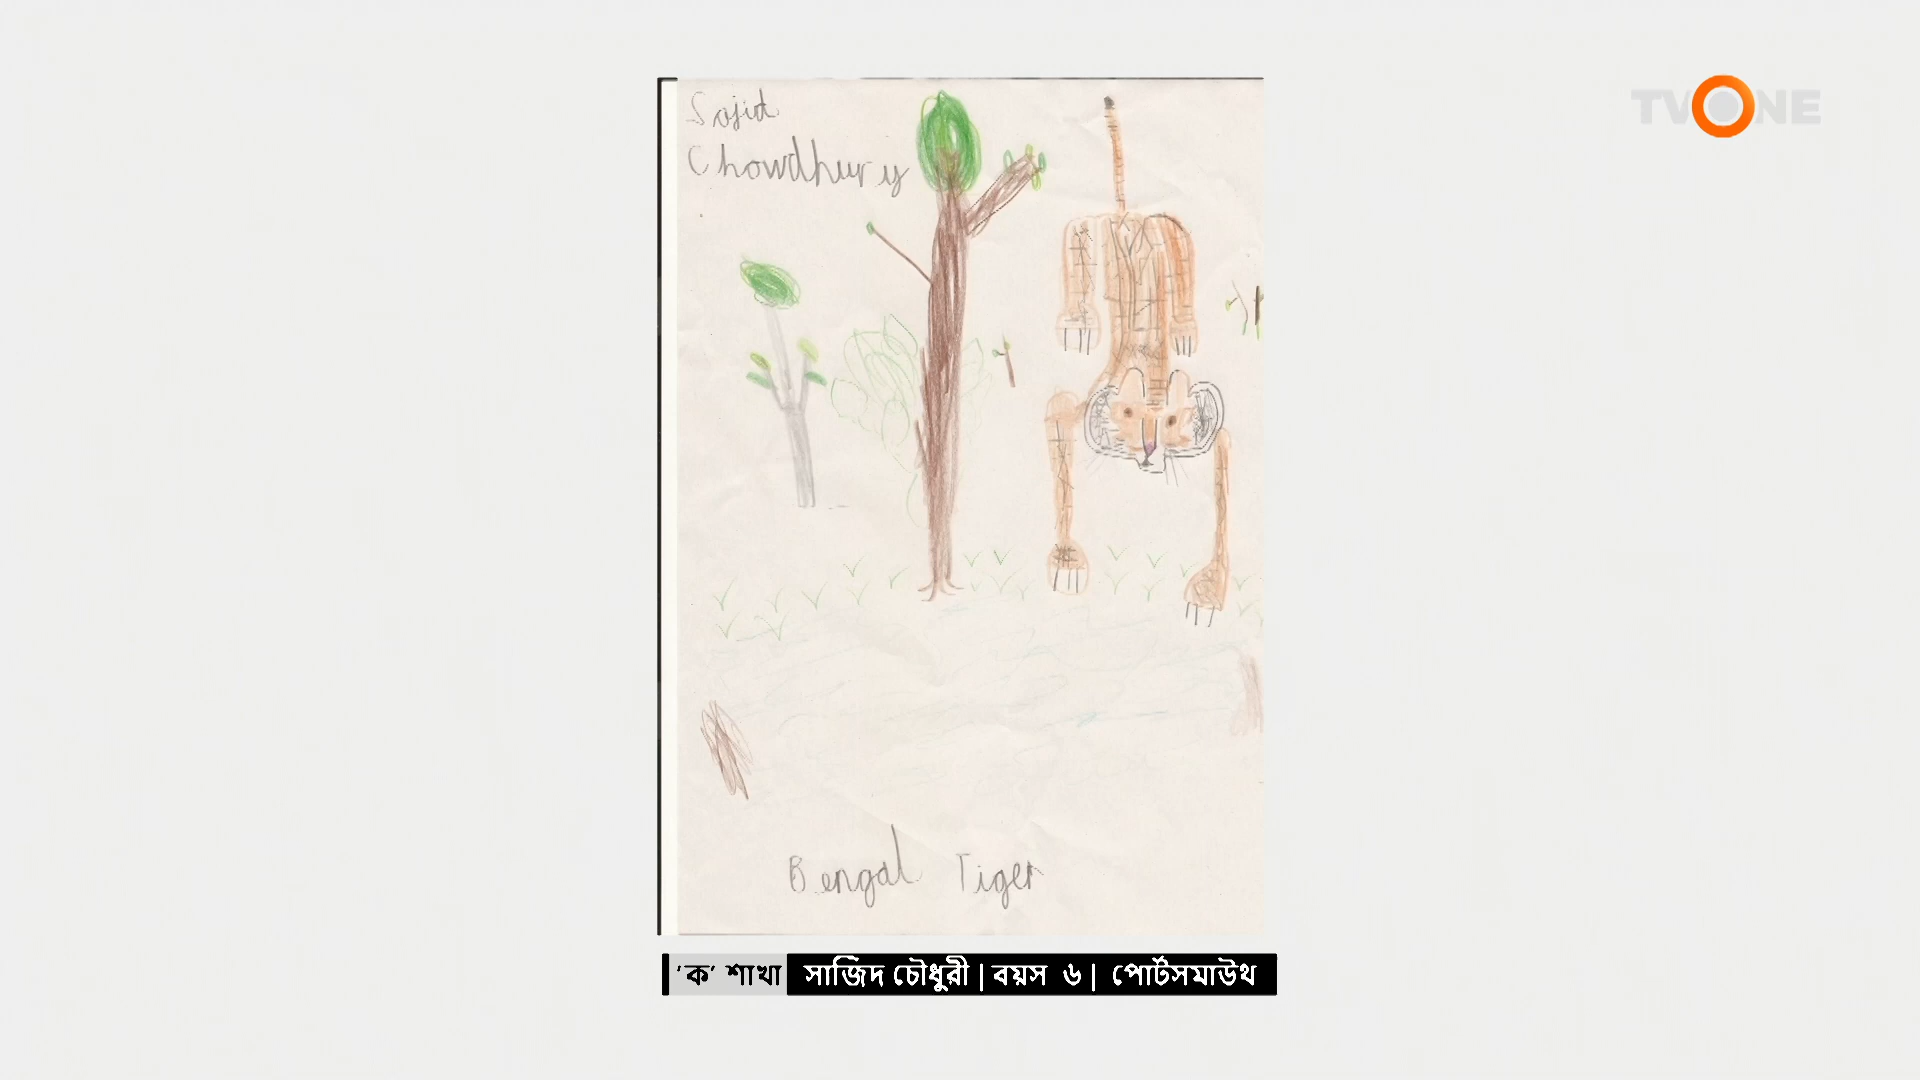 TVONE
Sajid
Chowdhury
Bengal Tiger
'ক' শাখা সাজিদ চৌধুরী | বয়স ৬ | পোর্টসমাউথ